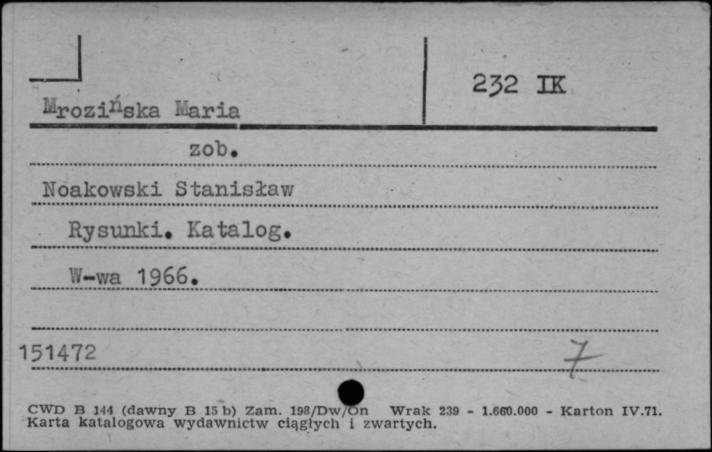 232 IK
Mrozińska Maria
zob.
Noakowski Stanisław
Rysunki. Katalog.
W-wa 1966.
151472
7
CWD B 144 (dawny B 15 b) Zam. 198/Dw/On Wrak 239 - 1.660.000 - Karton IV.71.
Karta katalogowa wydawnictw ciągłych i zwartych.